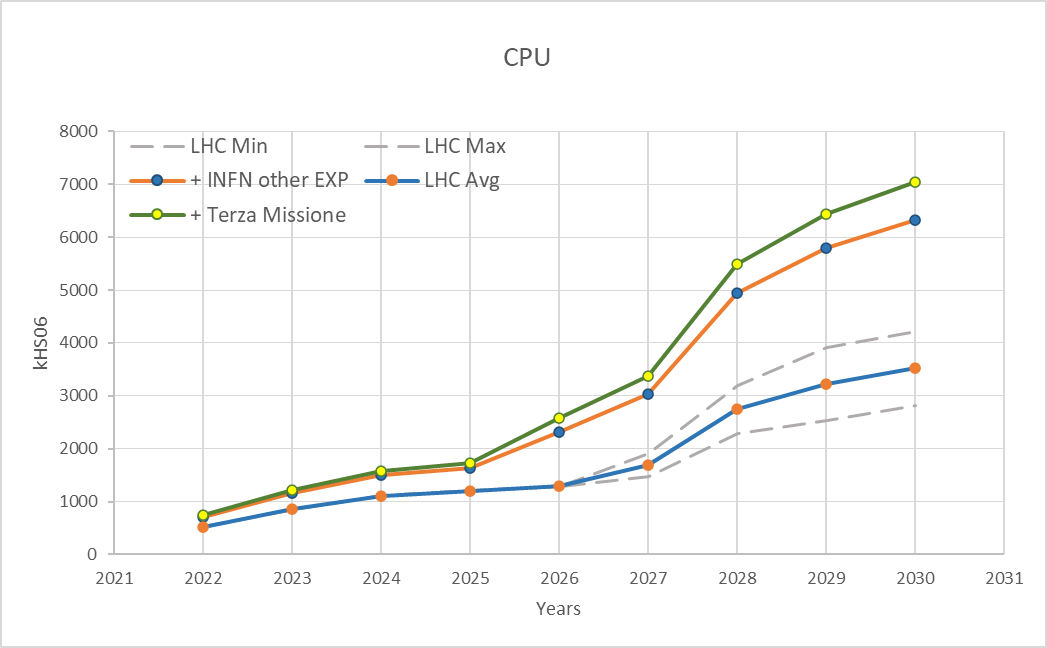 CPU
8000
7000
6000
5000
4000
3000
2000
1000
0
kHS06
LHC Min
LHC Max
+ INFN other EXP
LHC Avg
+ Terza Missione
2021 2022 2023 2024 2025 2026 2027 2028 2029 2030 2031
Years